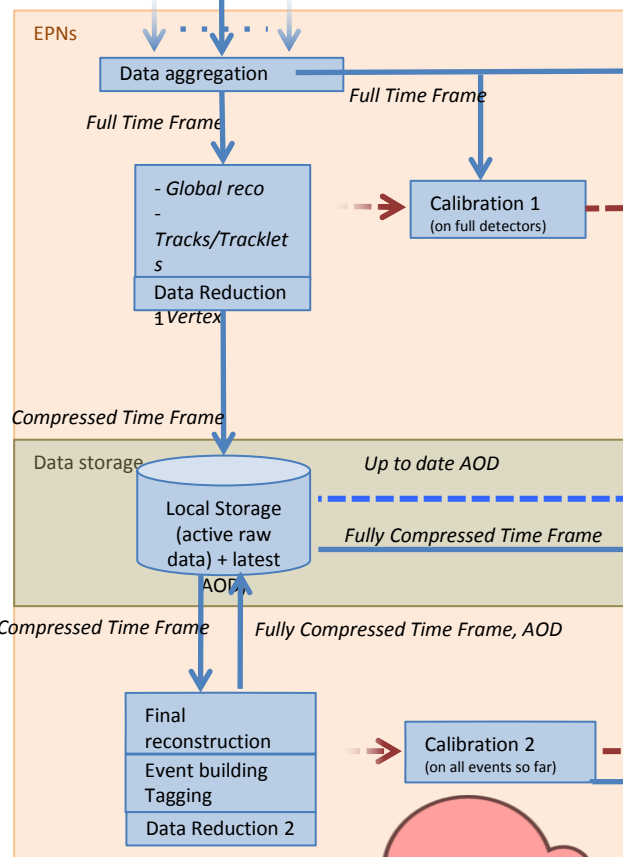 EPNs
Data aggregation
Full Time Frame
Full Time Frame
- Global reco
-
Tracks/Tracklet
s
- Vertex
Data Reduction
1
Calibration 1
(on full detectors)
Compressed Time Frame
Data storage
Up to date AOD
Local Storage
(active raw
data) + latest
AOD)
Fully Compressed Time Frame
Compressed Time Frame
Fully Compressed Time Frame, AOD
Final
reconstruction
Event building
Tagging
Data Reduction 2
Calibration 2
(on all events so far)